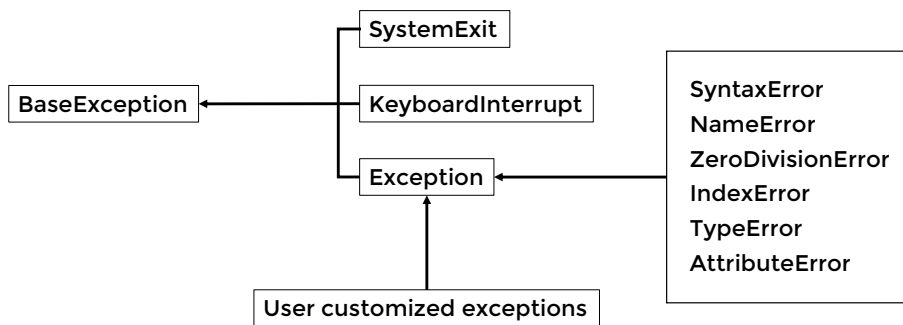 SystemExit
BaseException
KeyboardInterrupt
Exception
SyntaxError
NameError
ZeroDivisionError
IndexError
TypeError
AttributeError
User customized exceptions